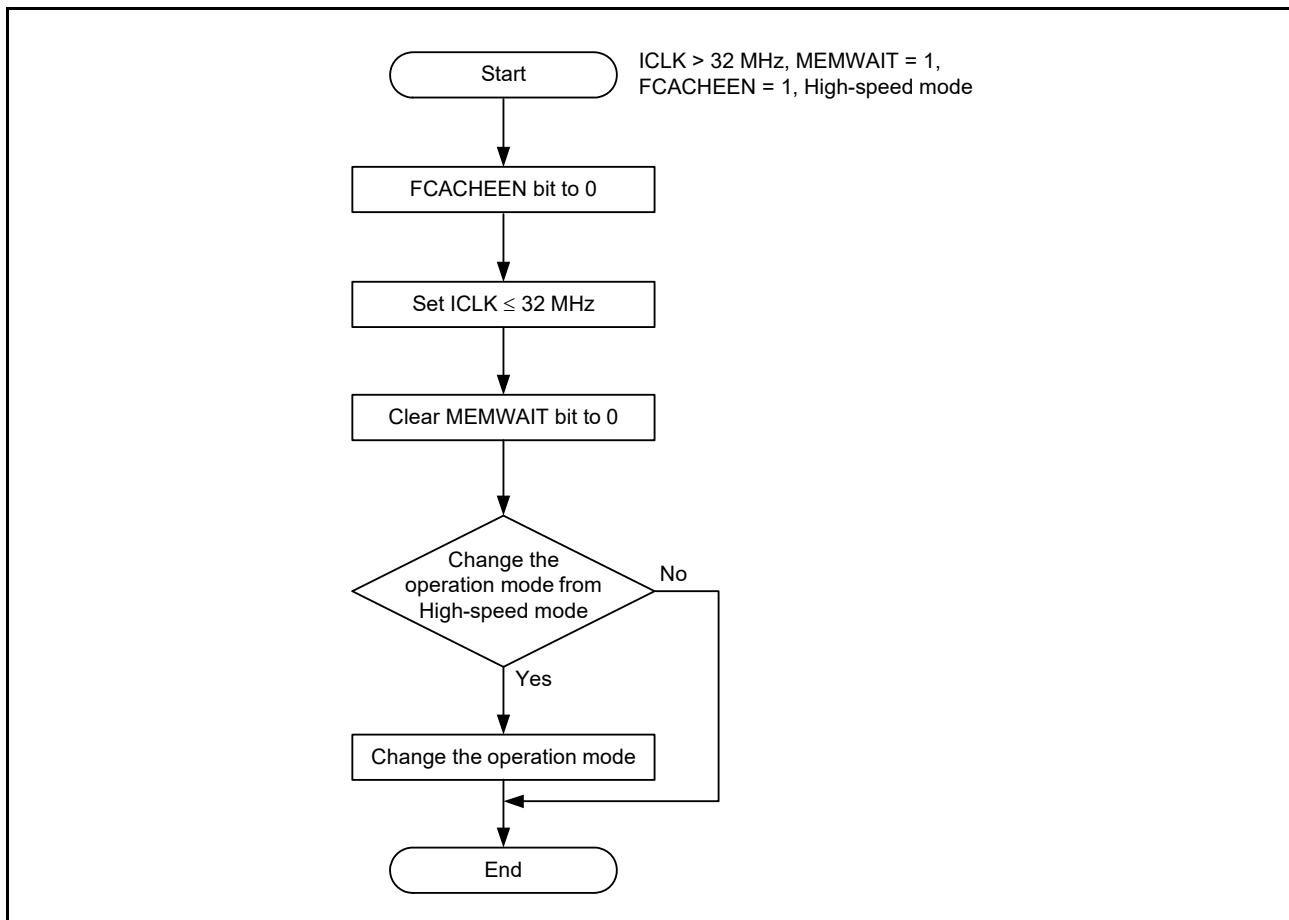 Start
ICLK > 32 MHz, MEMWAIT = 1,
FCACHEEN = 1, High-speed mode
FCACHEEN bit to 0
Set ICLK ≤ 32 MHz
Clear MEMWAIT bit to 0
Change the
operation mode from
High-speed mode
No
Yes
Change the operation mode
End